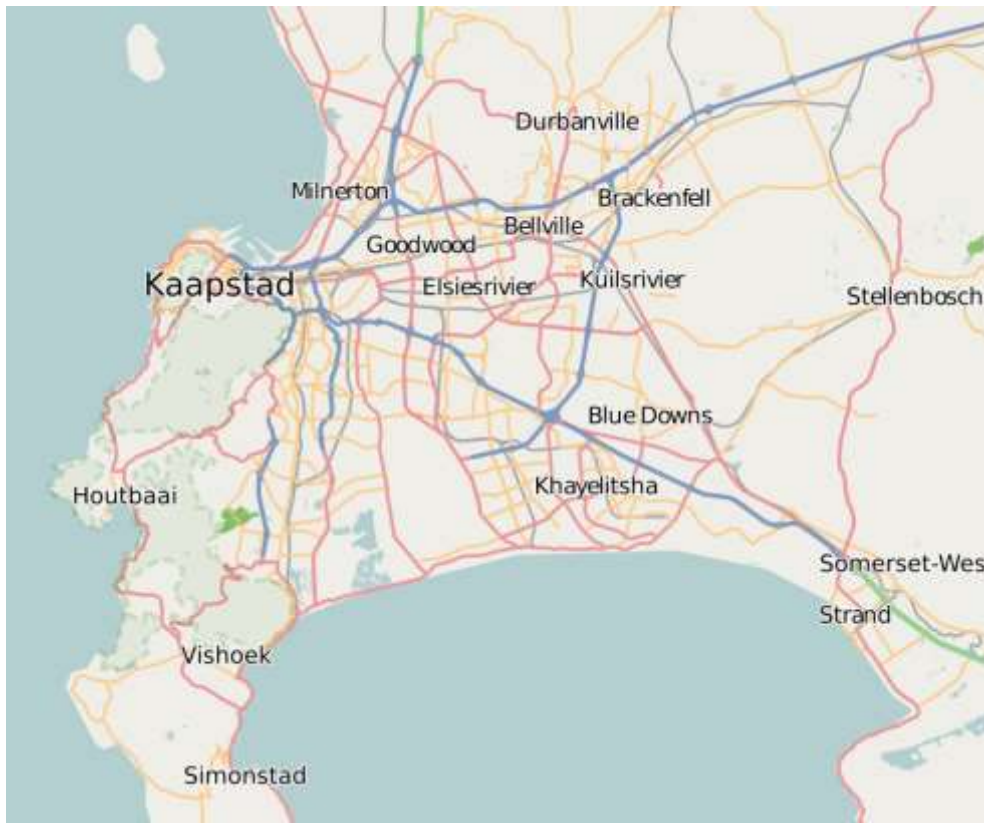 Durbanville
Milnerton
Brackenfell
Bellville
Goodwood
Kaapstad
Elsiesrivier
Kuilsrivier
Stellenbosch
Blue Downs
Houtbaai
Khayelitsha
Somerset-Wes
Strand
Vishoek
Simonstad